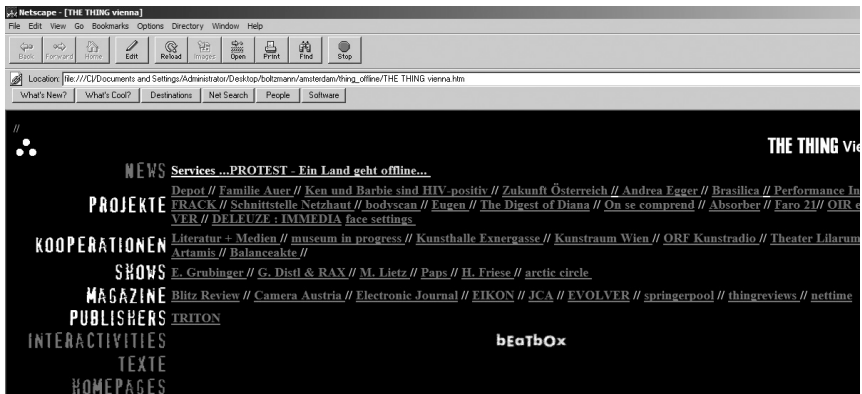 Netscape - [THE THING vienna]
File Edit View Go Bookmarks Options Directory Window Help
Back Forward Home Edit Reload Images Open Print Find Stop
Location: file:///C|/Documents and Settings/Administrator/Desktop/boltzmann/amsterdam/thing_offline/THE THING vienna.htm
What's New? What's Cool? Destinations Net Search People Software
//
THE THING Vie
NEWS Services ...PROTEST - Ein Land geht offline...
Depot // Familie Auer // Ken und Barbie sind HIV-positiv // Zukunft Österreich // Andrea Egger // Brasilica // Performance In
PROJEKTE FRACK // Schnittstelle Netzhaut // bodyscan // Eugen // The Digest of Diana // On se comprend // Absorber // Faro 21// OIR e
VER // DELEUZE : IMMEDIA face settings
KOOPERATIONEN Literatur + Medien // museum in progress // Kunsthalle Exnergasse // Kunstraum Wien // ORF Kunstradio // Theater Lilarum
Artamis // Balanceakte //
SHOWS E. Grubinger // G. Distl & RAX // M. Lietz // Paps // H. Friese // arctic circle
MAGAZINE Blitz Review // Camera Austria // Electronic Journal // EIKON // JCA // EVOLVER // springerpool // thingreviews // nettime
PUBLISHERS TRITON
INTERACTIVITIES bEaTbOx
TEXTE
HOMEPAGES